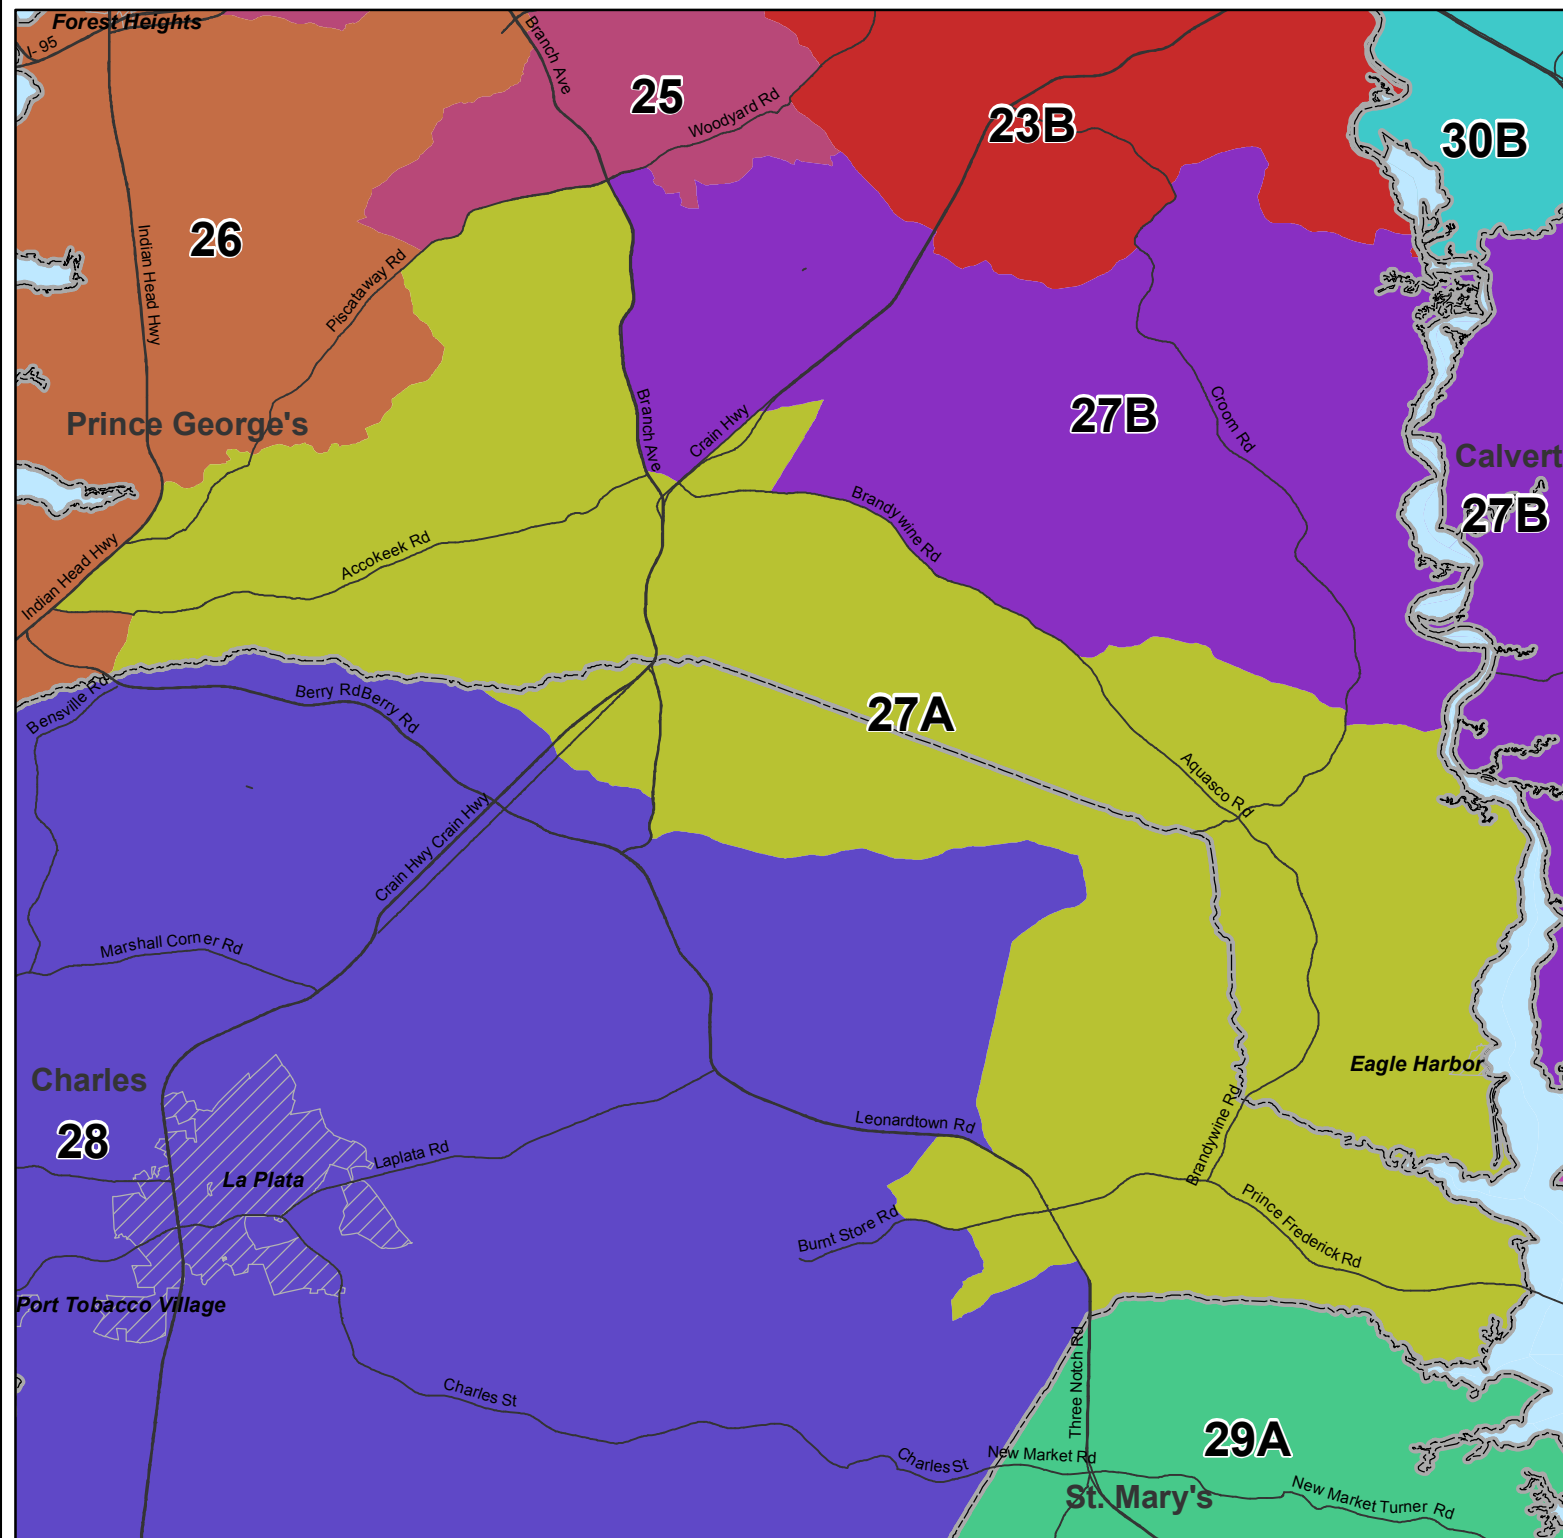 Forest Heights
I- 95
Branch Ave
25
Woodyard Rd
23B
30B
26
Indian Head Hwy
Piscataway Rd
Prince George's
Branch Ave
Crain Hwy
27B
Croom Rd
Calvert
27B
Brandywine Rd
Accokeek Rd
Indian Head Hwy
Bensville Rd
Berry Rd
Berry Rd
27A
Aquasco Rd
Crain Hwy
Crain Hwy
Marshall Corner Rd
Eagle Harbor
Charles
28
Leonardtown Rd
Laplata Rd
La Plata
Brandywine Rd
Prince Frederick Rd
Burnt Store Rd
Port Tobacco Village
Three Notch Rd
Charles St
29A
Charles St
New Market Rd
St. Mary's
New Market Turner Rd